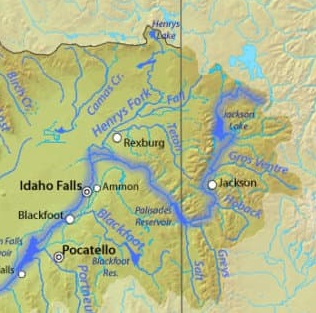 Henrys
Lake
Birch Cr.
Camas Cr.
Henrys Fork
Fall
Teton
Jackson
Lake
Rexburg
Gros Ventre
Idaho Falls
Ammon
Jackson
Hoback
Blackfoot
Palisades
Reservoir
Blackfoot
Falls
oir
Pocatello
Blackfoot
Res.
alls
Portneuf
Salt
Greys
ost